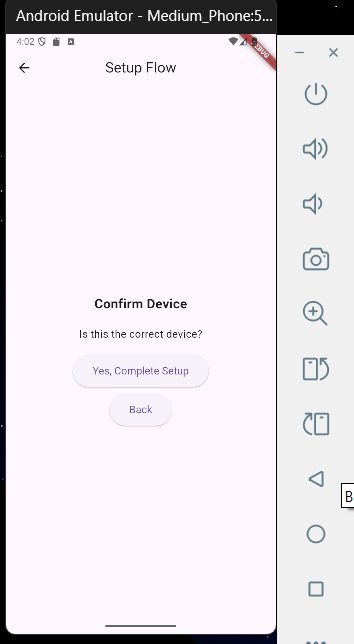 Android Emulator - Medium_Phone:5...
4:02
DEBUG
Setup Flow
Confirm Device
Is this the correct device?
Yes, Complete Setup
Back
B